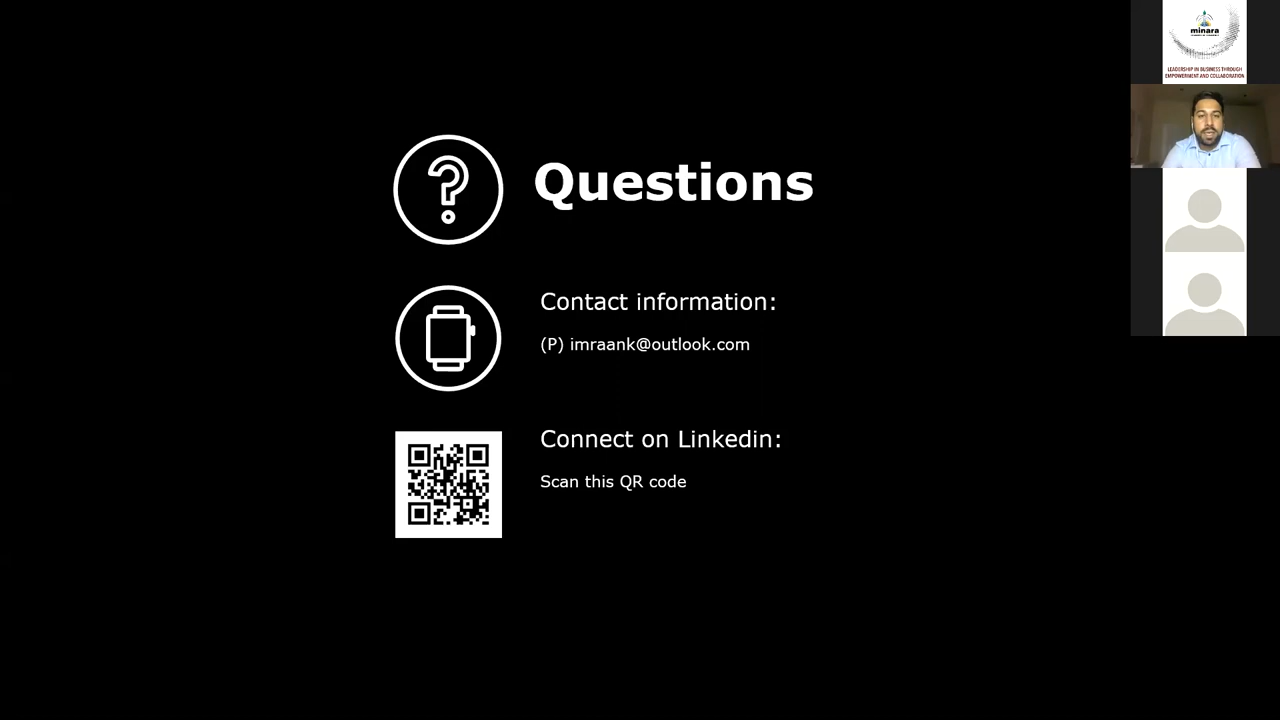 Questions
Contact information:
(P) imraank@outlook.com
Connect on Linkedin:
Scan this QR code
minara
LEADERSHIP IN BUSINESS THROUGH
EMPOWERMENT AND COLLABORATION